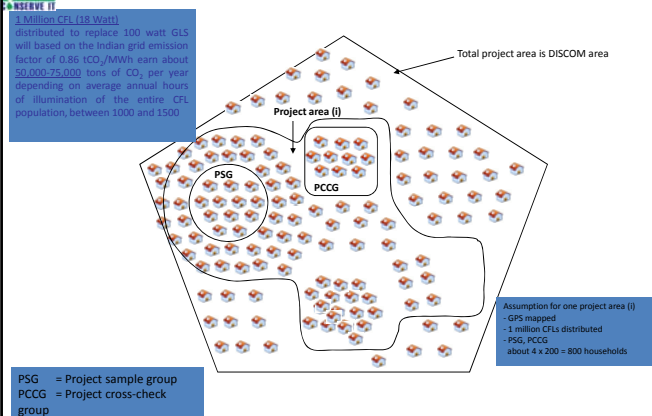 CONSERVE IT
1 Million CFL (18 Watt)
distributed to replace 100 watt GLS
will based on the Indian grid emission
factor of 0.86 tCO₂/MWh earn about
50,000-75,000 tons of CO₂ per year
depending on average annual hours
of illumination of the entire CFL
population, between 1000 and 1500
Total project area is DISCOM area
Project area (i)
PSG
PCCG
Assumption for one project area (i)
- GPS mapped
- 1 million CFLs distributed
- PSG, PCCG
about 4 x 200 = 800 households
PSG = Project sample group
PCCG = Project cross-check
group